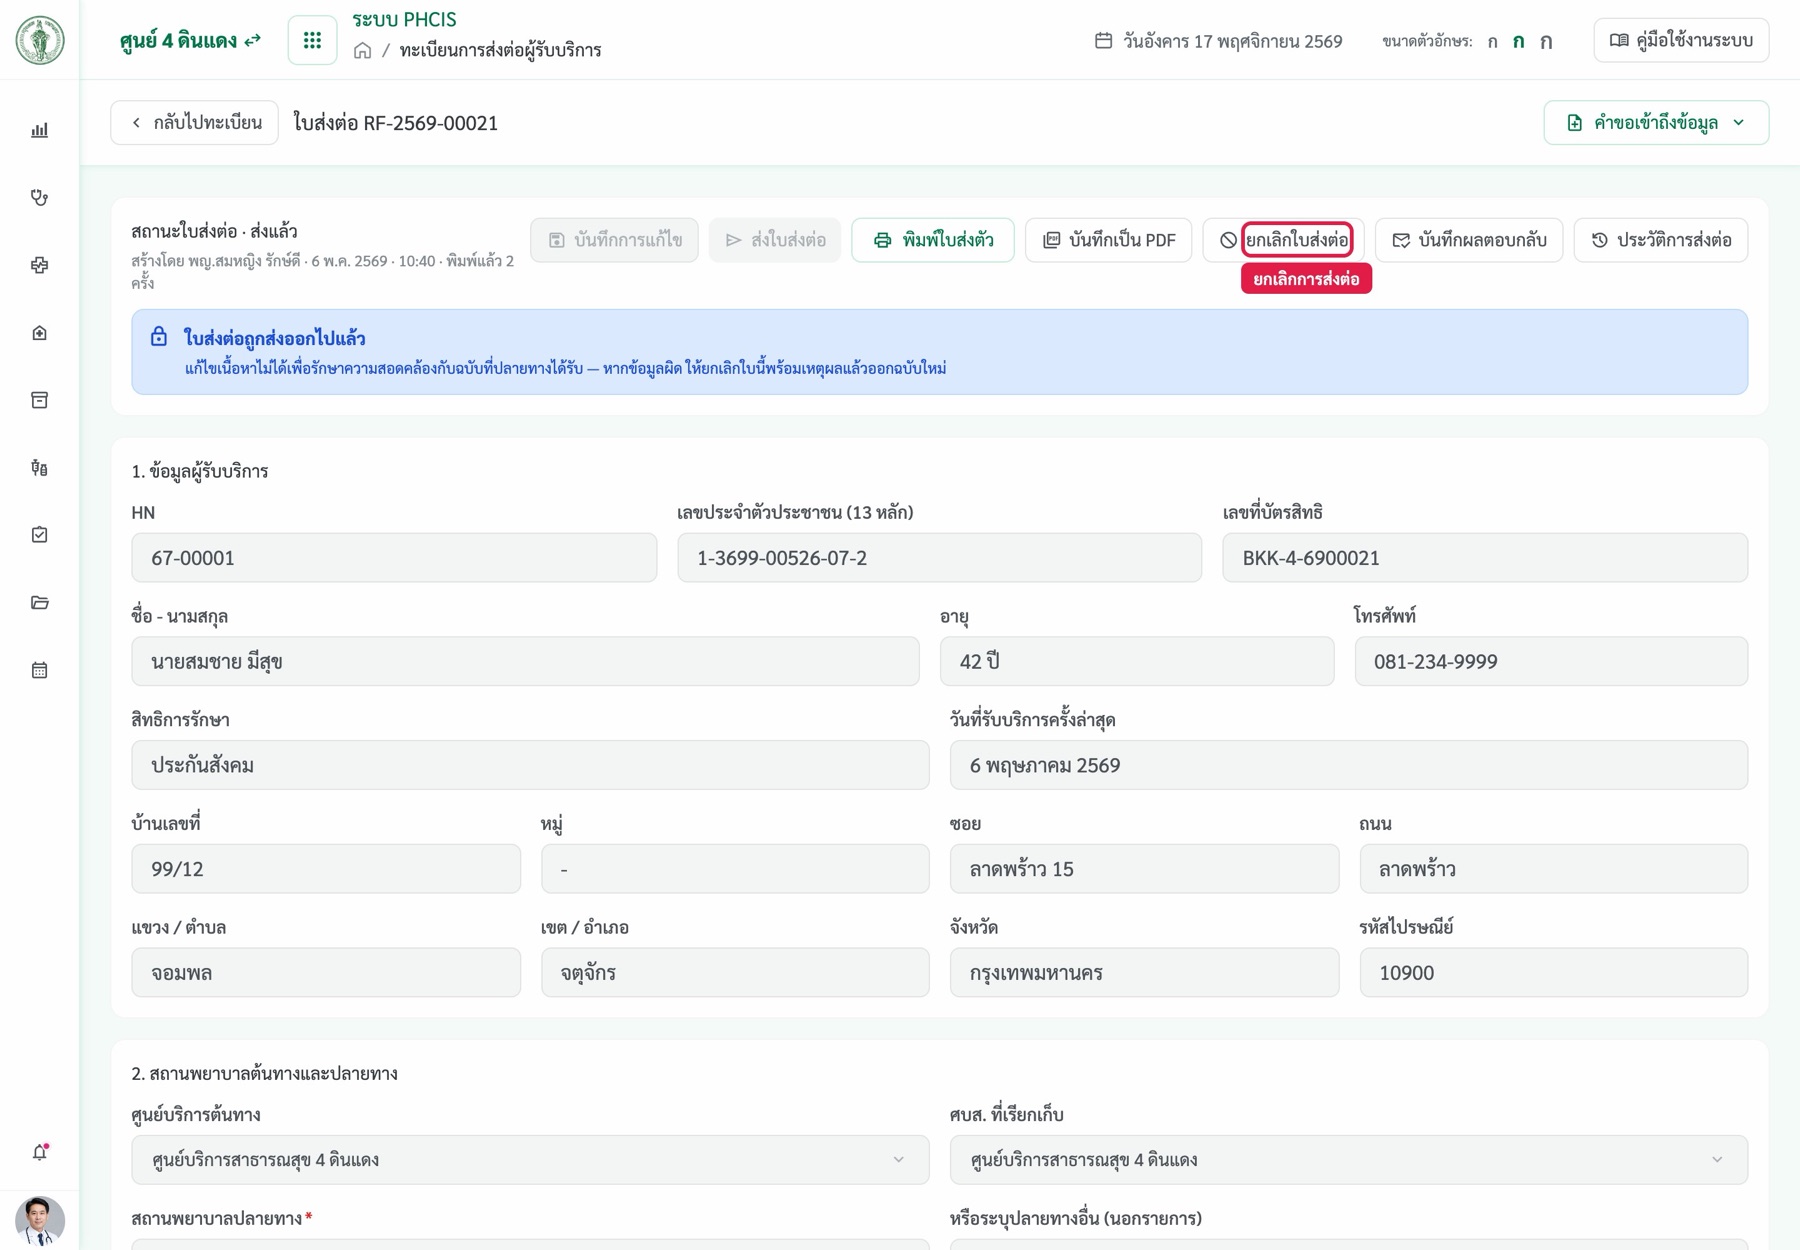 ศูนย์ 4 ดินแดง
ระบบ PHCIS
/ ทะเบียนการส่งต่อผู้รับบริการ
วันอังคาร 17 พฤศจิกายน 2569
ขนาดตัวอักษร: ก ก ก
คู่มือใช้งานระบบ
กลับไปทะเบียน
ใบส่งต่อ RF-2569-00021
คำขอเข้าถึงข้อมูล
สถานะใบส่งต่อ · ส่งแล้ว
สร้างโดย พญ.สมหญิง รักษ์ดี · 6 พ.ค. 2569 · 10:40 · พิมพ์แล้ว 2
ครั้ง
บันทึกการแก้ไข
ส่งใบส่งต่อ
พิมพ์ใบส่งตัว
บันทึกเป็น PDF
ยกเลิกใบส่งต่อ
บันทึกผลตอบกลับ
ประวัติการส่งต่อ
ยกเลิกการส่งต่อ
ใบส่งต่อถูกส่งออกไปแล้ว
แก้ไขเนื้อหาไม่ได้เพื่อรักษาความสอดคล้องกับฉบับที่ปลายทางได้รับ — หากข้อมูลผิด ให้ยกเลิกใบนี้พร้อมเหตุผลแล้วออกฉบับใหม่
1. ข้อมูลผู้รับบริการ
HN
เลขประจำตัวประชาชน (13 หลัก)
เลขที่บัตรสิทธิ
67-00001
1-3699-00526-07-2
BKK-4-6900021
ชื่อ - นามสกุล
อายุ
โทรศัพท์
นายสมชาย มีสุข
42 ปี
081-234-9999
สิทธิการรักษา
วันที่รับบริการครั้งล่าสุด
ประกันสังคม
6 พฤษภาคม 2569
บ้านเลขที่
หมู่
ซอย
ถนน
99/12
-
ลาดพร้าว 15
ลาดพร้าว
แขวง / ตำบล
เขต / อำเภอ
จังหวัด
รหัสไปรษณีย์
จอมพล
จตุจักร
กรุงเทพมหานคร
10900
2. สถานพยาบาลต้นทางและปลายทาง
ศูนย์บริการต้นทาง
ศบส. ที่เรียกเก็บ
ศูนย์บริการสาธารณสุข 4 ดินแดง
ศูนย์บริการสาธารณสุข 4 ดินแดง
สถานพยาบาลปลายทาง *
หรือระบุปลายทางอื่น (นอกรายการ)